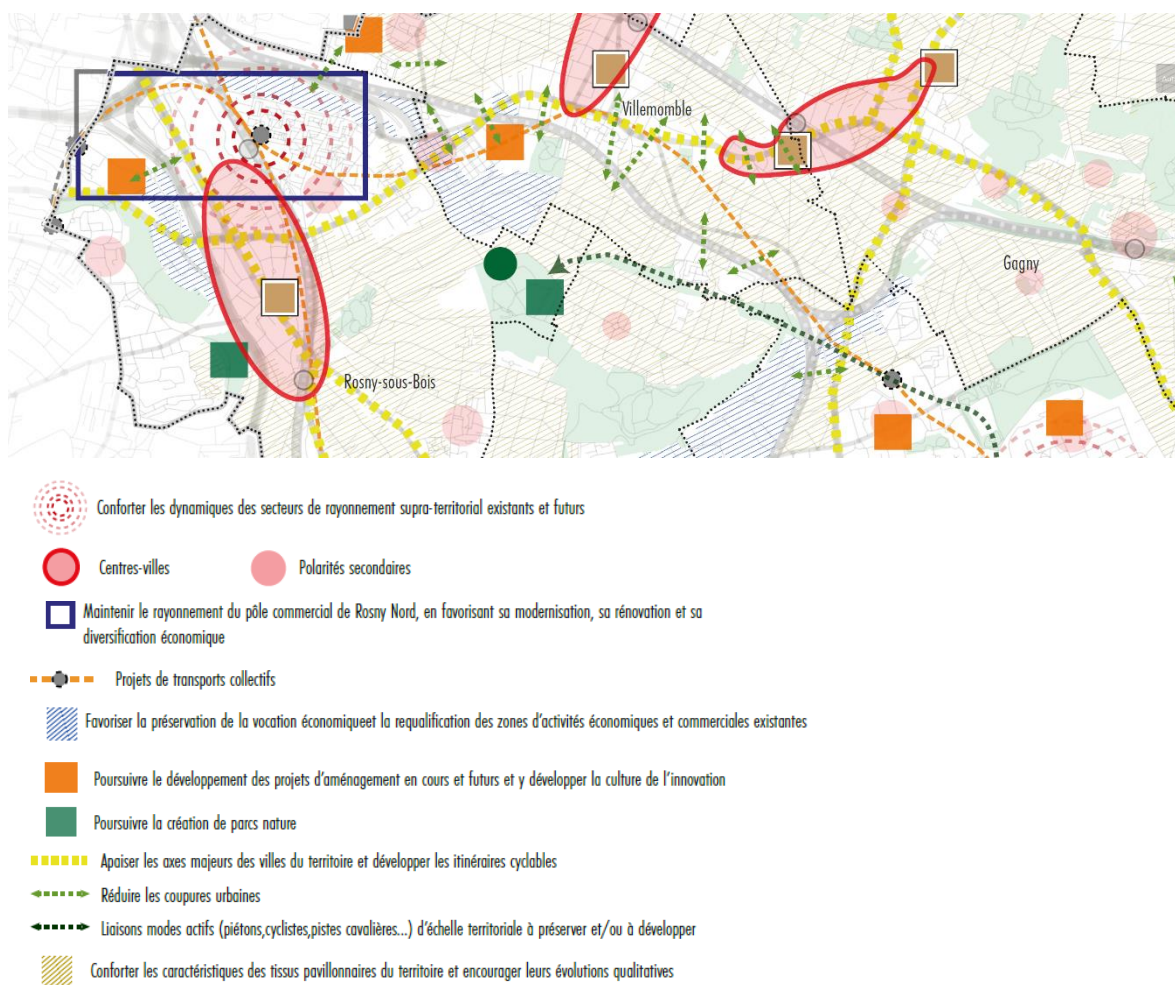 Villemomble
Gagny
Rosny-sous-Bois
Conforter les dynamiques des secteurs de rayonnement supra-territorial existants et futurs
Centres-villes
Polarités secondaires
Maintenir le rayonnement du pôle commercial de Rosny Nord, en favorisant sa modernisation, sa rénovation et sa
diversification économique
Projets de transports collectifs
Favoriser la préservation de la vocation économiqueet la requalification des zones d'activités économiques et commerciales existantes
Poursuivre le développement des projets d'aménagement en cours et futurs et y développer la culture de l'innovation
Poursuivre la création de parcs nature
Apaiser les axes majeurs des villes du territoire et développer les itinéraires cyclables
Réduire les coupures urbaines
Liaisons modes actifs (piétons,cyclistes,pistes cavalières...) d'échelle territoriale à préserver et/ou à développer
Conforter les caractéristiques des tissus pavillonnaires du territoire et encourager leurs évolutions qualitatives